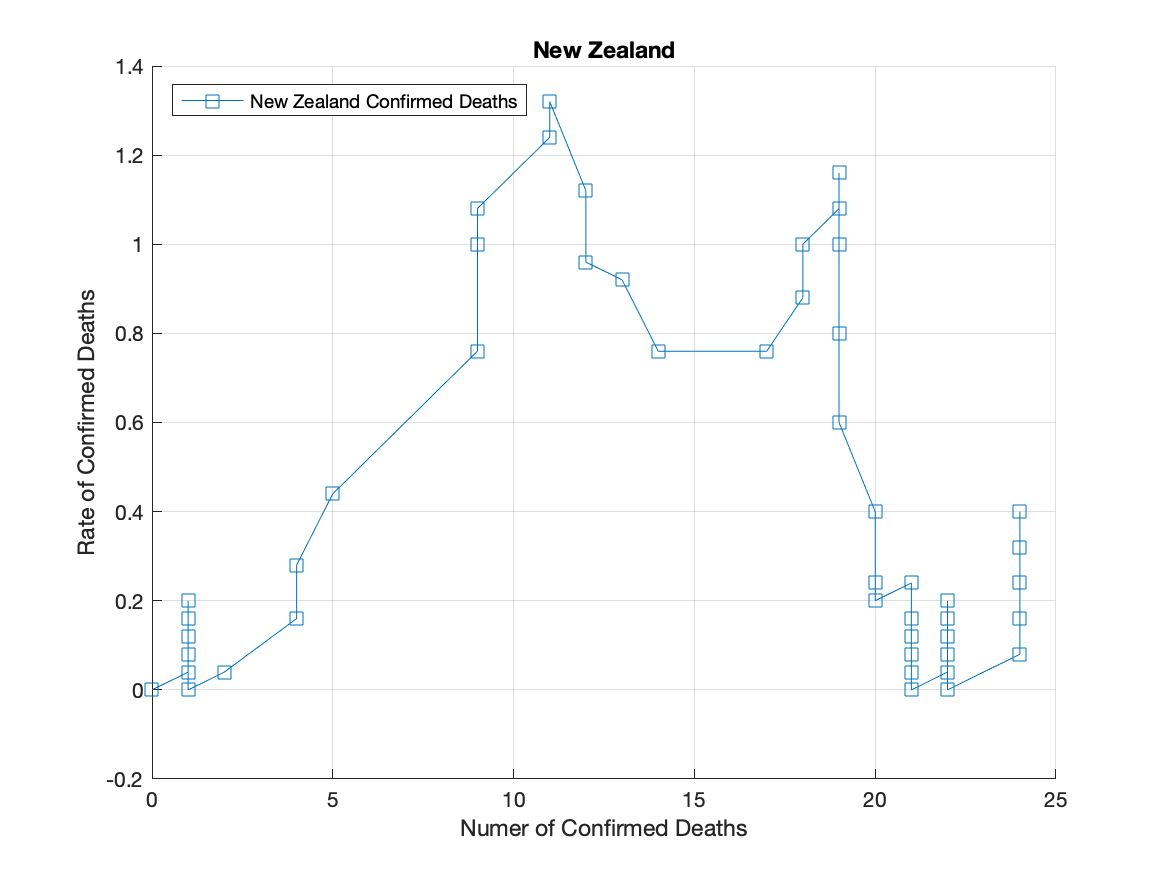 New Zealand
New Zealand Confirmed Deaths
1.4
1.2
1
0.8
0.6
0.4
0.2
0
-0.2
Rate of Confirmed Deaths
0 5 10 15 20 25
Numer of Confirmed Deaths